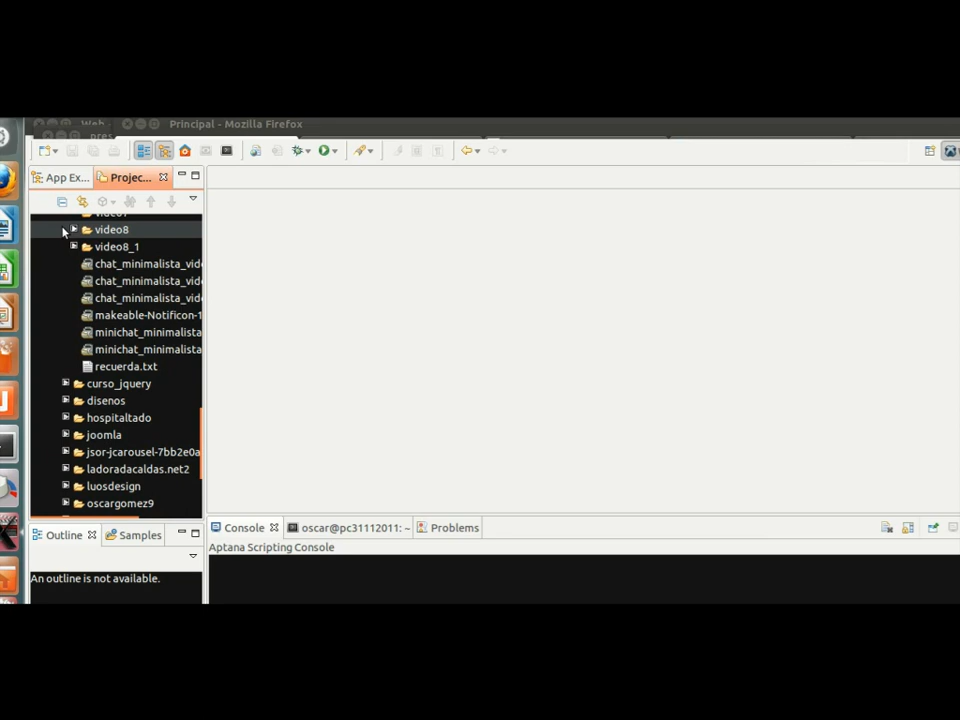 Web
Principal - Mozilla Firefox
pres
App Ex...
Projec...
video8
video8_1
chat_minimalista_vid
chat_minimalista_vid
chat_minimalista_vid
makeable-Notificon-1
minichat_minimalista
minichat_minimalista
recuerda.txt
curso_jquery
disenos
hospitaltado
joomla
jsor-jcarousel-7bb2e0a
ladoradacaldas.net2
luosdesign
oscargomez9
Console
oscar@pc31112011: ~
Problems
Aptana Scripting Console
Outline
Samples
An outline is not available.